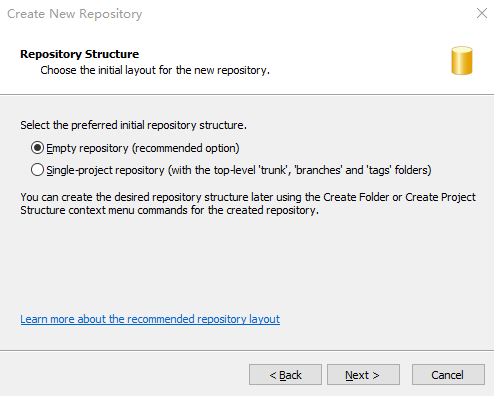 Create New Repository
Repository Structure
Choose the initial layout for the new repository.
Select the preferred initial repository structure.
Empty repository (recommended option)
Single-project repository (with the top-level 'trunk', 'branches' and 'tags' folders)
You can create the desired repository structure later using the Create Folder or Create Project
Structure context menu commands for the created repository.
Learn more about the recommended repository layout
< Back
Next >
Cancel